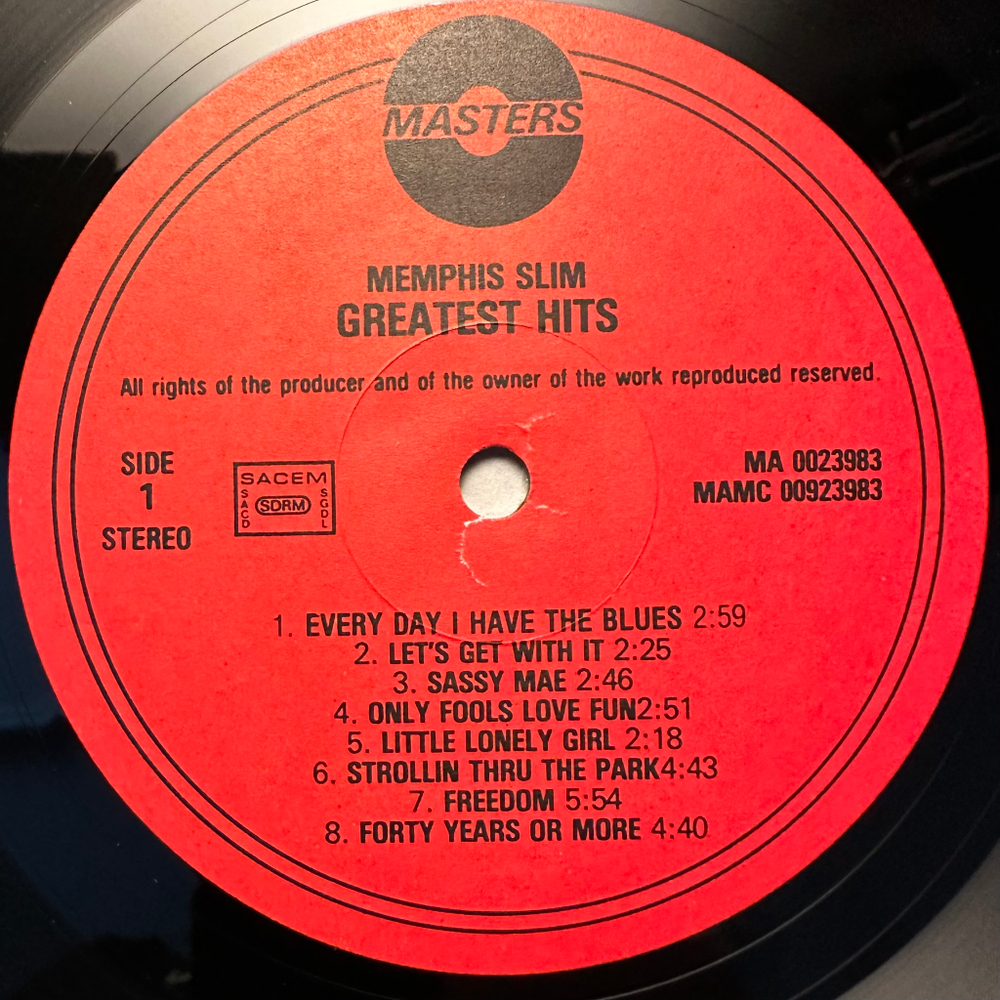 MASTERS
MEMPHIS SLIM
GREATEST HITS
All rights of the producer and of the owner of the work reproduced reserved.
SIDE
1
STEREO
SACEM
SACD
SDRM
SGDL
MA 0023983
MAMC 00923983
1. EVERY DAY I HAVE THE BLUES 2:59
2. LET'S GET WITH IT 2:25
3. SASSY MAE 2:46
4. ONLY FOOLS LOVE FUN2:51
5. LITTLE LONELY GIRL 2:18
6. STROLLIN THRU THE PARK4:43
7. FREEDOM 5:54
8. FORTY YEARS OR MORE 4:40